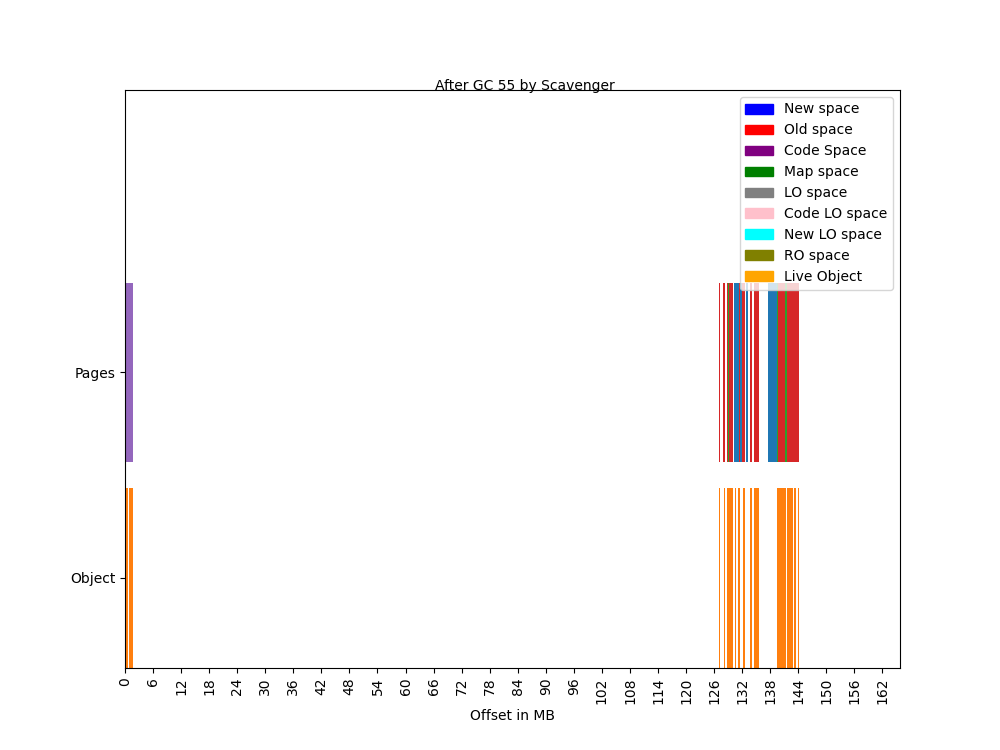 After GC 55 by Scavenger
New space
Old space
Code Space
Map space
LO space
Code LO space
New LO space
RO space
Live Object
Pages
Object
0 6 12 18 24 30 36 42 48 54 60 66 72 78 84 90 96 102 108 114 120 126 132 138 144 150 156 162
Offset in MB